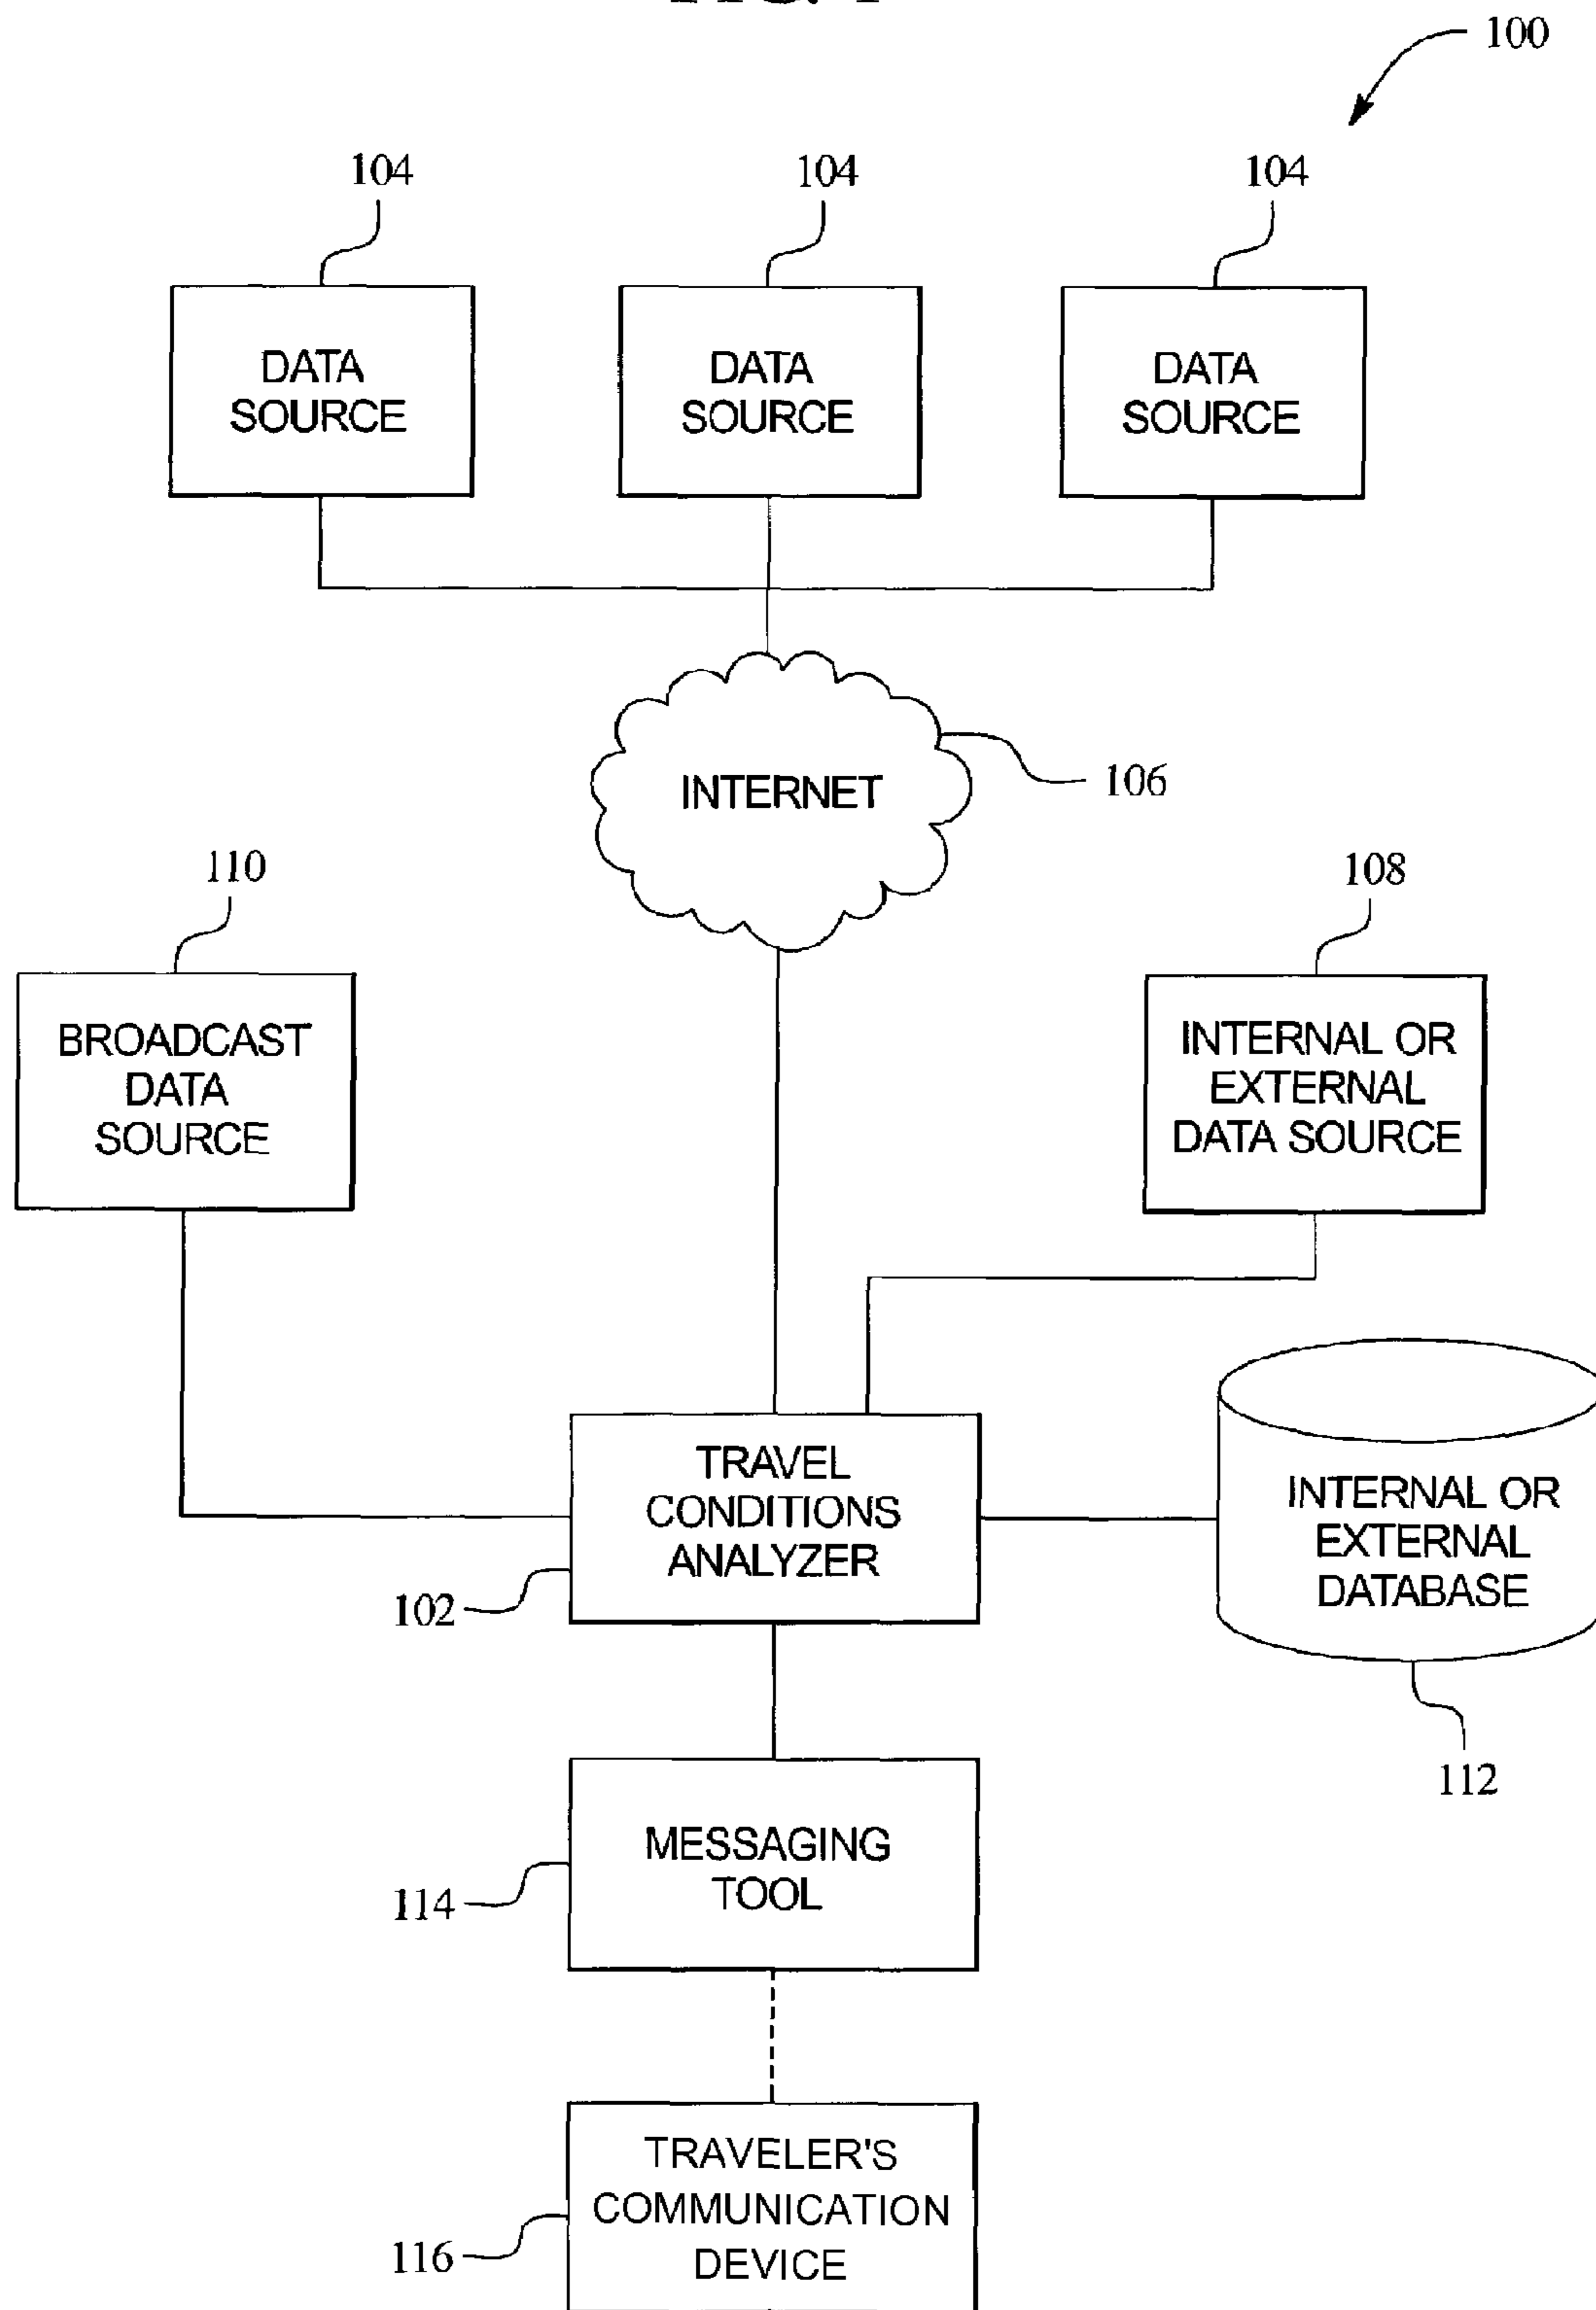 100
104
104
104
DATA
SOURCE
DATA
SOURCE
DATA
SOURCE
INTERNET
106
110
108
BROADCAST
DATA
SOURCE
INTERNAL OR
EXTERNAL
DATA SOURCE
TRAVEL
CONDITIONS
ANALYZER
102
INTERNAL OR
EXTERNAL
DATABASE
112
MESSAGING
TOOL
114
TRAVELER'S
COMMUNICATION
DEVICE
116